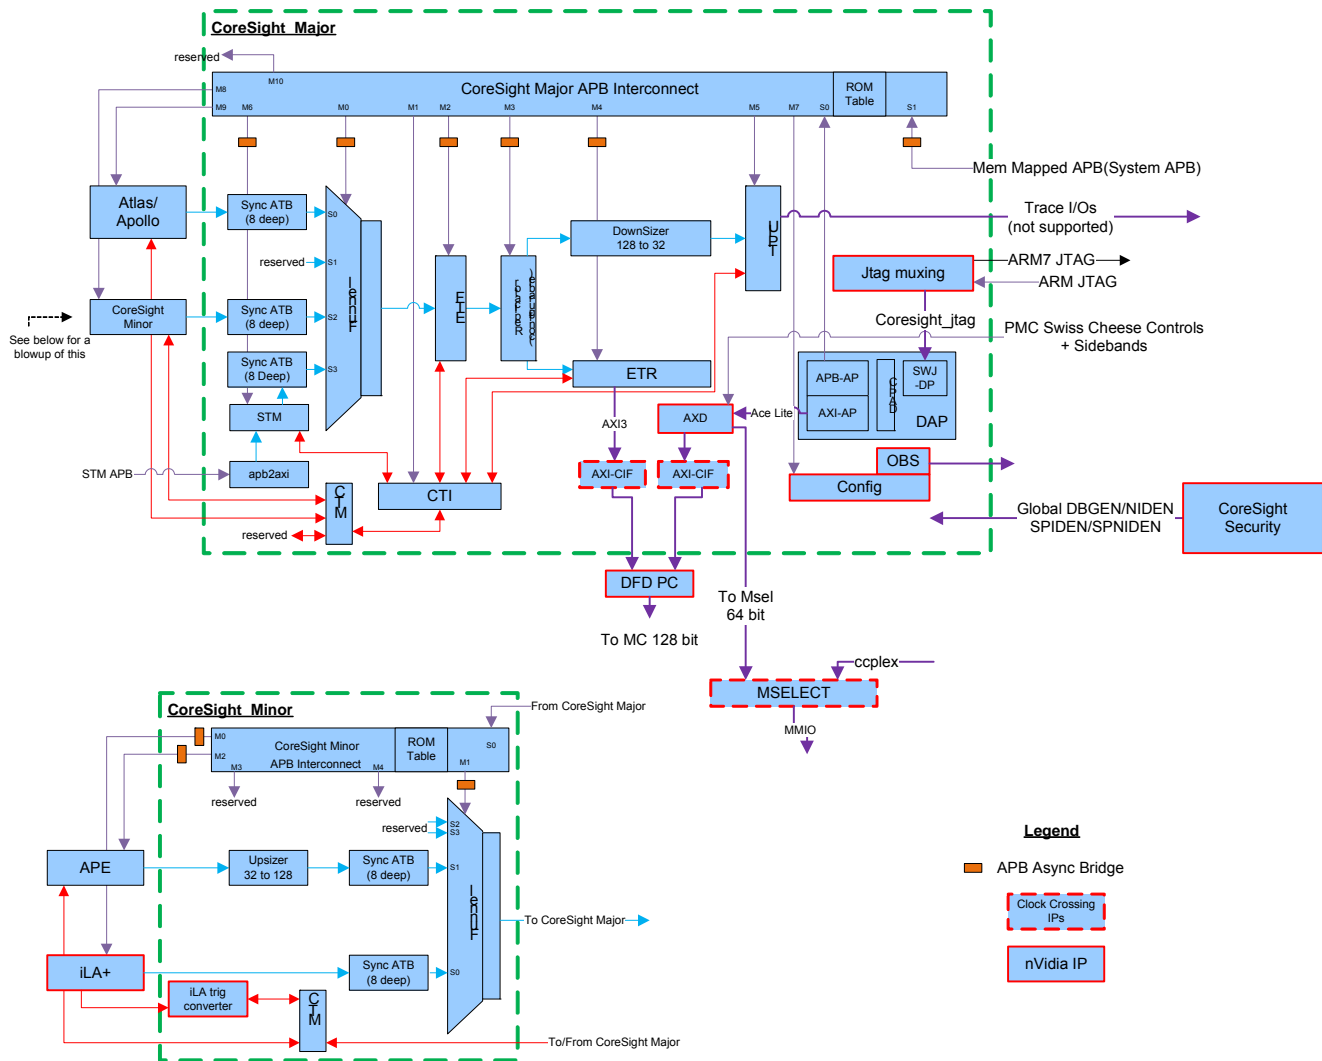 CoreSight_Major
reserved
M10
M8
M9
M6
M0
M1
M2
M3
M4
M5
M7
S0
S1
CoreSight Major APB Interconnect
ROM
Table
Mem Mapped APB(System APB)
Atlas/
Apollo
Sync ATB
(8 deep)
S0
reserved
S1
DownSizer
128 to 32
Trace I/Os
(not supported)
ARM7 JTAG
Jtag muxing
ARM JTAG
CoreSight
Minor
Sync ATB
(8 deep)
S2
Funnel
ETF
Replicator
UPT
See below for a
blowup of this
Coresight_jtag
PMC Swiss Cheese Controls
+ Sidebands
Sync ATB
(8 Deep)
S3
ETR
APB-AP
AXI-AP
SWJ
-DP
DAP
STM
AXI3
AXD
Ace Lite
STM APB
apb2axi
AXI-CIF
AXI-CIF
OBS
Config
CTM
CTI
reserved
Global DBGEN/NIDEN
SPIDEN/SPNIDEN
CoreSight
Security
DFD PC
To Msel
64 bit
To MC 128 bit
ccplex
MSELECT
MMIO
CoreSight_Minor
From CoreSight Major
M0
M2
M3
M4
M1
S0
CoreSight Minor
APB Interconnect
ROM
Table
reserved
reserved
reserved
S2
S3
APE
Upsizer
32 to 128
Sync ATB
(8 deep)
S1
Funnel
To CoreSight Major
iLA+
Sync ATB
(8 deep)
S0
iLA trig
converter
CTM
To/From CoreSight Major
Legend
APB Async Bridge
Clock Crossing
IPs
nVidia IP